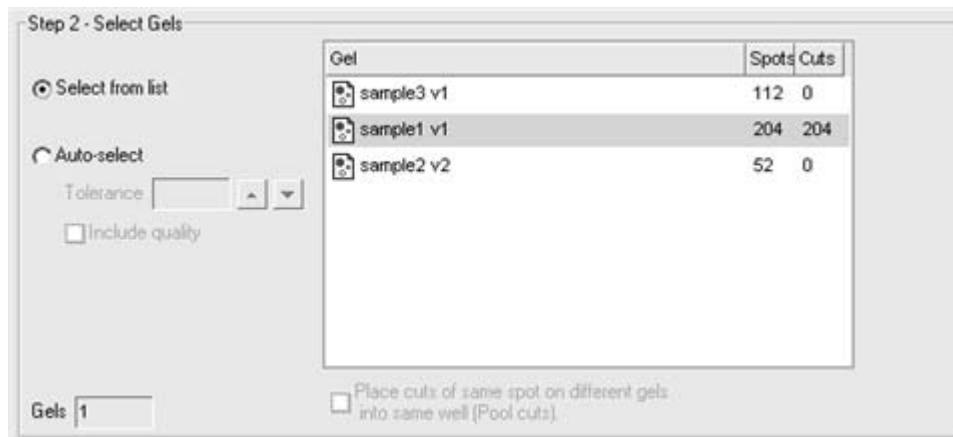 Step 2 - Select Gels
Select from list
Auto-select
Tolerance
Include quality
Gels 1
Gel Spots Cuts
sample3 v1 112 0
sample1 v1 204 204
sample2 v2 52 0
Place cuts of same spot on different gels
into same well (Pool cuts).